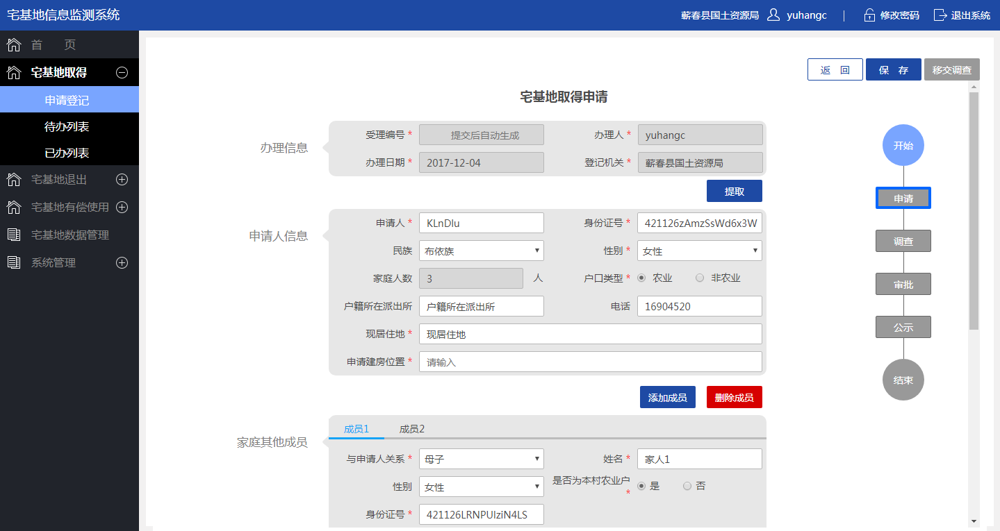 宅基地信息监测系统
蕲春县国土资源局 yuhangc | 修改密码 退出系统
首 页
宅基地取得
申请登记
待办列表
已办列表
宅基地退出
宅基地有偿使用
宅基地数据管理
系统管理
返 回 保 存 移交调查
宅基地取得申请
办理信息
受理编号 * 提交后自动生成 办理人 * yuhangc
办理日期 * 2017-12-04 登记机关 * 蕲春县国土资源局
提取
申请人信息
申请人 * KLnDlu 身份证号 * 421126zAmzSsWd6x3W
民族 布依族 性别 * 女性
家庭人数 3 人 户口类型 * 农业 非农业
户籍所在派出所 户籍所在派出所 电话 16904520
现居住地 * 现居住地
申请建房位置 * 请输入
添加成员 删除成员
家庭其他成员
成员1 成员2
与申请人关系 * 母子 姓名 * 家人1
性别 女性 是否为本村农业户 * 是 否
身份证号 * 421126LRNPUIziN4LS
开始
申请
调查
审批
公示
结束